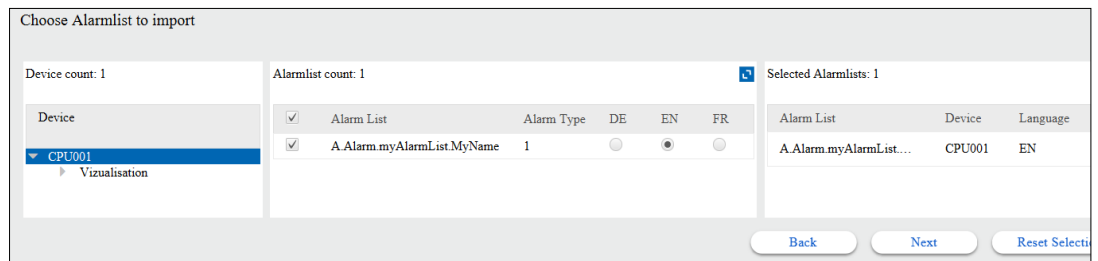 Choose Alarmlist to import
Device count: 1
Alarmlist count: 1
Selected Alarmlists: 1
Device
Alarm List Alarm Type DE EN FR
Alarm List Device Language
A.Alarm.myAlarmList.MyName 1
A.Alarm.myAlarmList.... CPU001 EN
CPU001
Vizualisation
Back Next Reset Selecti